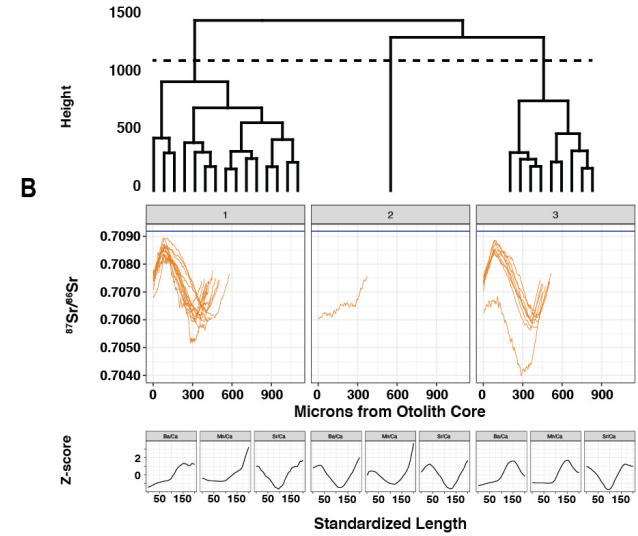 1500
1000
500
0
Height
B
1 2 3
0.7090
0.7080
0.7070
0.7060
0.7050
0.7040
87Sr/86Sr
0 300 600 900 0 300 600 900 0 300 600 900
Microns from Otolith Core
Ba/Ca Mn/Ca Sr/Ca Ba/Ca Mn/Ca Sr/Ca Ba/Ca Mn/Ca Sr/Ca
2
0
Z-score
50 150 50 150 50 150 50 150 50 150 50 150 50 150 50 150 50 150
Standardized Length